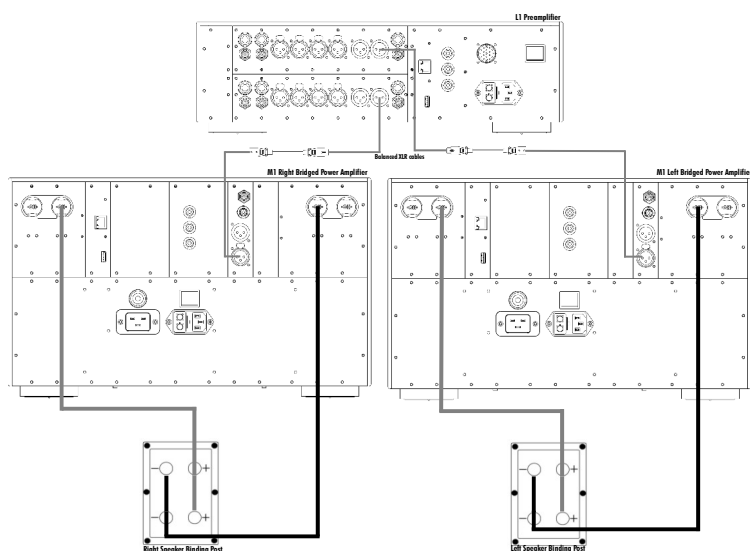 L1 Preamplifier
Balanced XLR cables
M1 Right Bridged Power Amplifier
M1 Left Bridged Power Amplifie
- +
- +
- +
- +
Right Speaker Binding Post
Left Speaker Binding Post